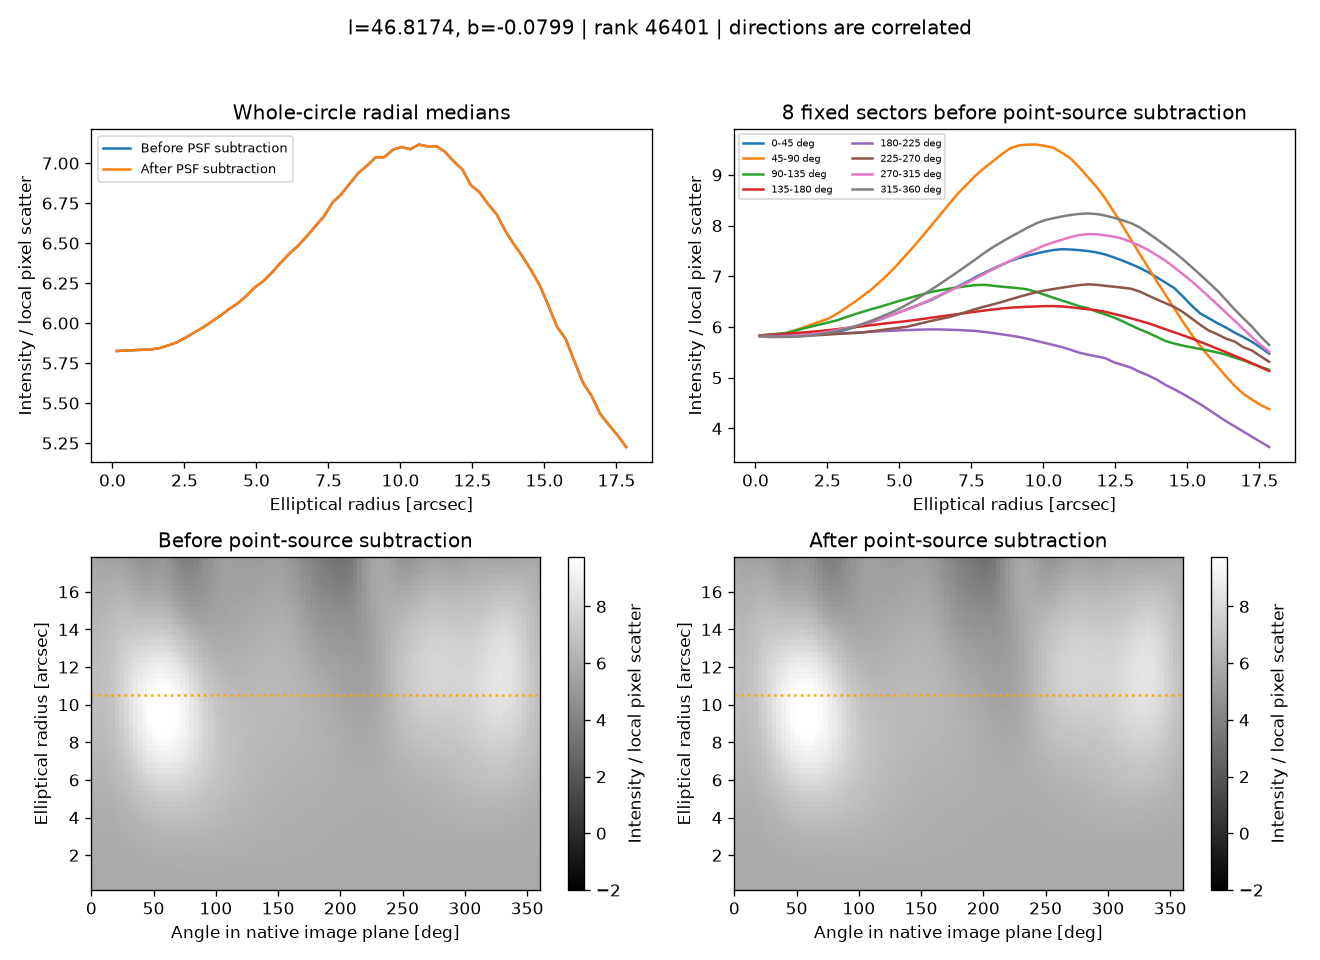 l=46.8174, b=-0.0799 | rank 46401 | directions are correlated
Whole-circle radial medians
Before PSF subtraction
After PSF subtraction
7.00
6.75
6.50
6.25
6.00
5.75
5.50
5.25
Intensity / local pixel scatter
0.0 2.5 5.0 7.5 10.0 12.5 15.0 17.5
Elliptical radius [arcsec]
8 fixed sectors before point-source subtraction
0-45 deg
45-90 deg
90-135 deg
135-180 deg
180-225 deg
225-270 deg
270-315 deg
315-360 deg
9
8
7
6
5
4
Intensity / local pixel scatter
0.0 2.5 5.0 7.5 10.0 12.5 15.0 17.5
Elliptical radius [arcsec]
Before point-source subtraction
16
14
12
10
8
6
4
2
Elliptical radius [arcsec]
0 50 100 150 200 250 300 350
Angle in native image plane [deg]
8
6
4
2
0
−2
Intensity / local pixel scatter
After point-source subtraction
16
14
12
10
8
6
4
2
Elliptical radius [arcsec]
0 50 100 150 200 250 300 350
Angle in native image plane [deg]
8
6
4
2
0
−2
Intensity / local pixel scatter